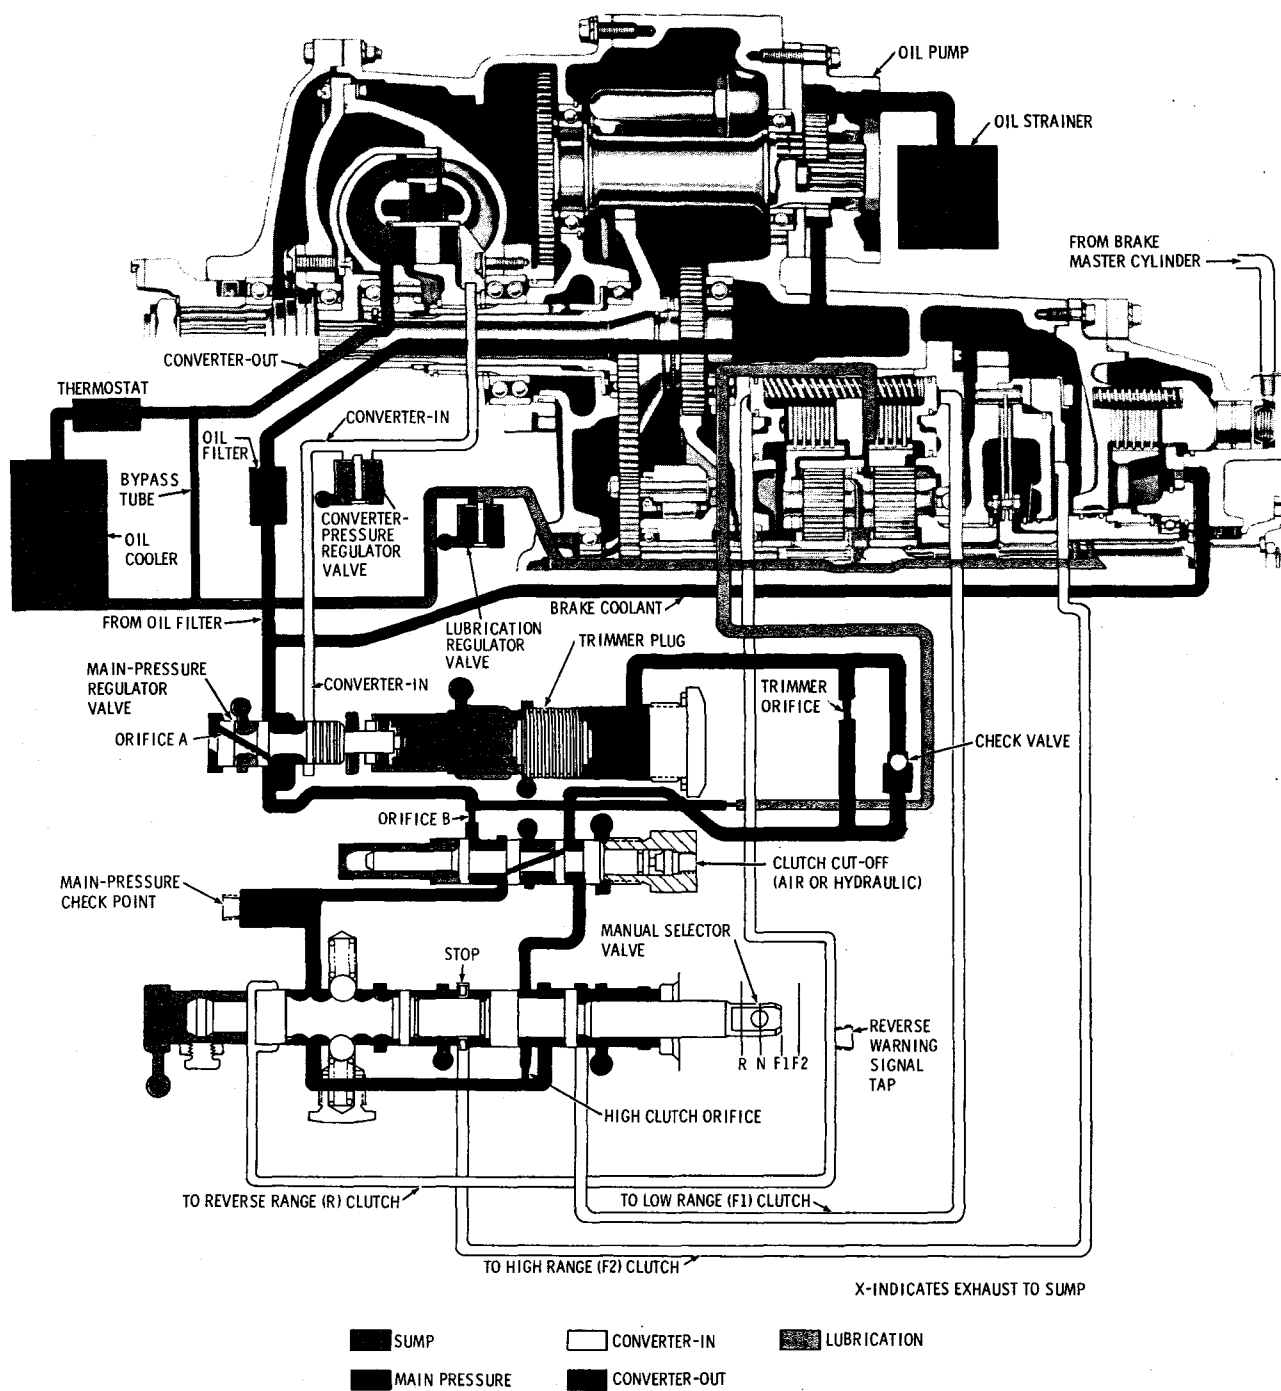 OIL PUMP
OIL STRAINER
FROM BRAKE
MASTER CYLINDER
CONVERTER-OUT
THERMOSTAT
CONVERTER-IN
OIL
FILTER
BYPASS
TUBE
CONVERTER-
PRESSURE
REGULATOR
VALVE
OIL
COOLER
FROM OIL FILTER
BRAKE COOLANT
LUBRICATION
REGULATOR
VALVE
TRIMMER PLUG
MAIN-PRESSURE
REGULATOR
VALVE
CONVERTER-IN
TRIMMER
ORIFICE
ORIFICE A
CHECK VALVE
ORIFICE B
CLUTCH CUT-OFF
(AIR OR HYDRAULIC)
MAIN-PRESSURE
CHECK POINT
MANUAL SELECTOR
VALVE
STOP
REVERSE
WARNING
SIGNAL
TAP
R N F1 F2
HIGH CLUTCH ORIFICE
TO REVERSE RANGE (R) CLUTCH
TO LOW RANGE (F1) CLUTCH
TO HIGH RANGE (F2) CLUTCH
X-INDICATES EXHAUST TO SUMP
SUMP
CONVERTER-IN
LUBRICATION
MAIN PRESSURE
CONVERTER-OUT